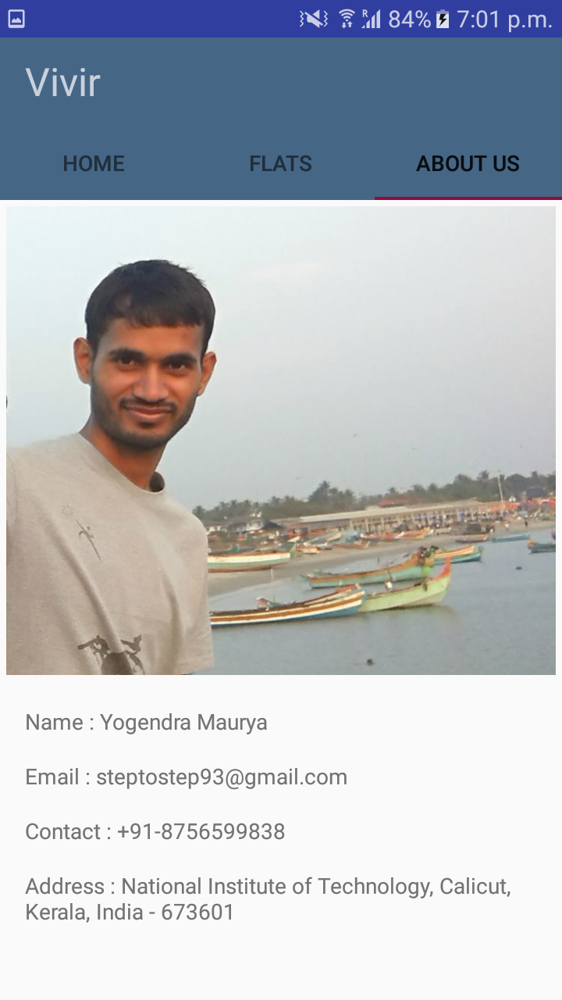 R 84% 7:01 p.m.
Vivir
HOME FLATS ABOUT US
Name : Yogendra Maurya
Email : steptostep93@gmail.com
Contact : +91-8756599838
Address : National Institute of Technology, Calicut,
Kerala, India - 673601